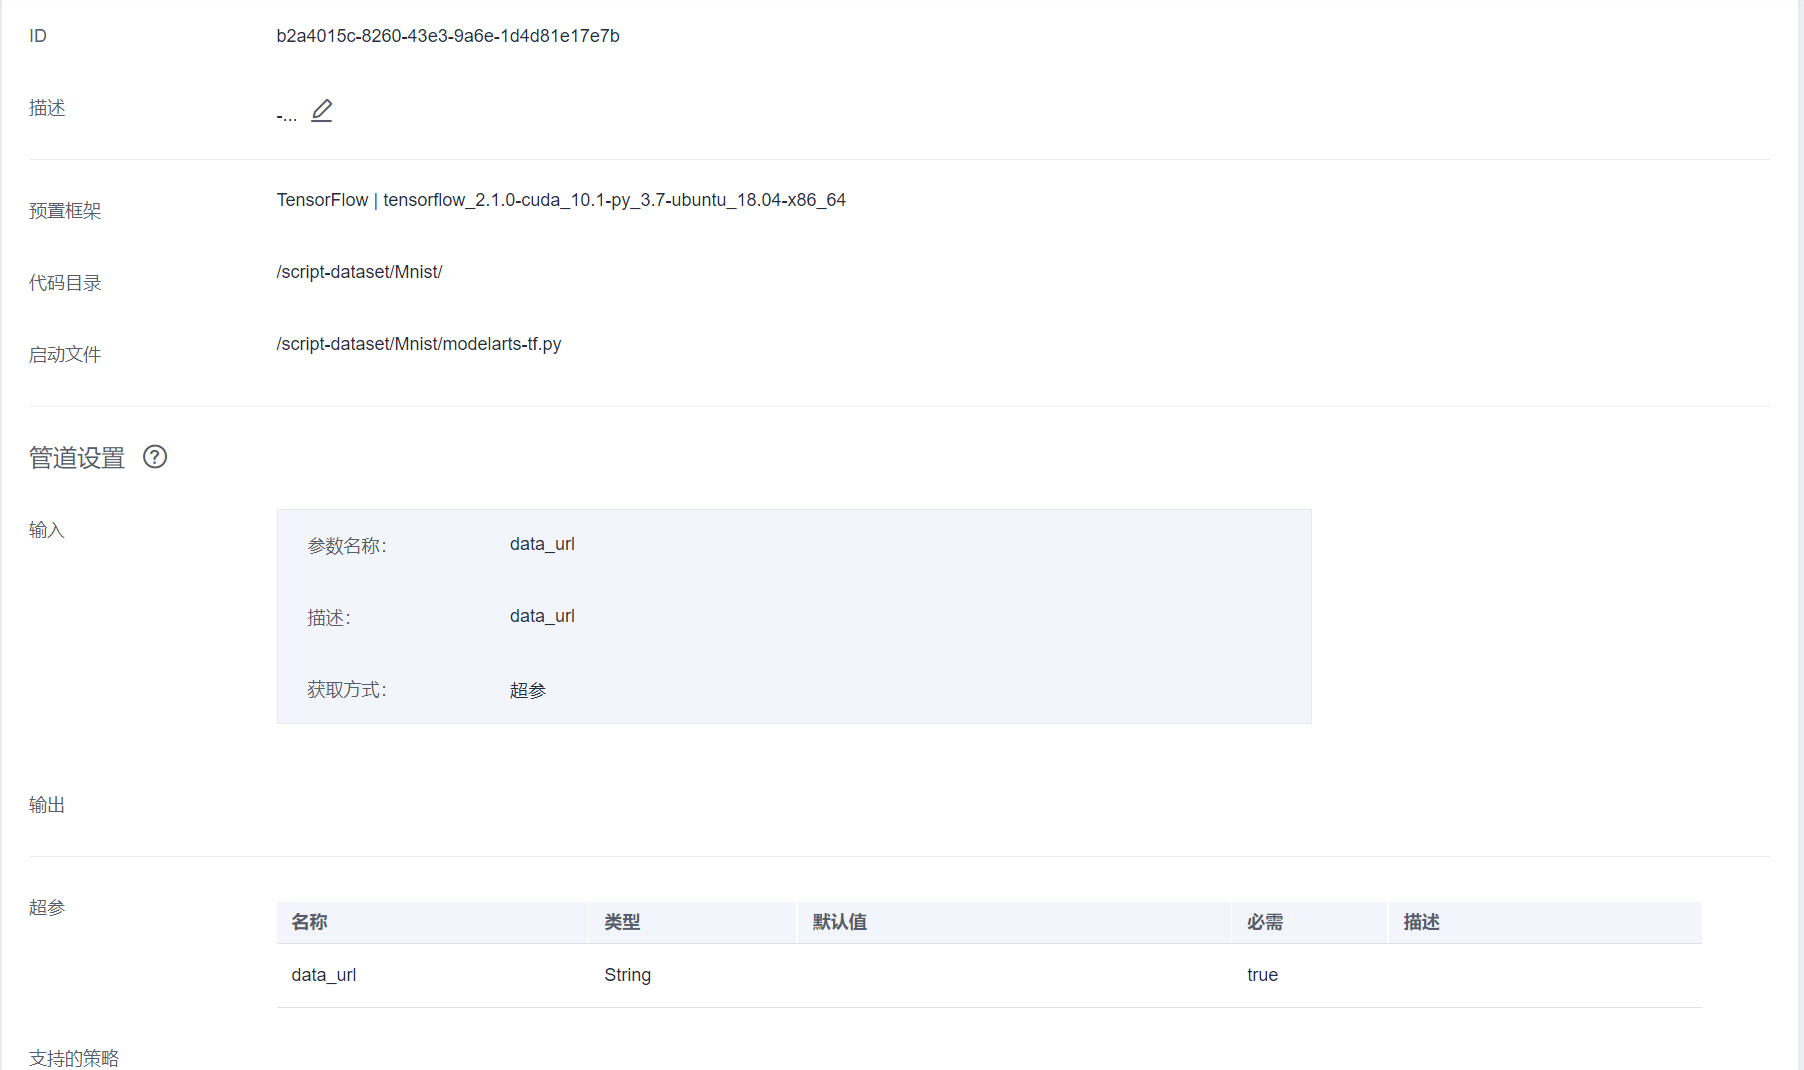 ID b2a4015c-8260-43e3-9a6e-1d4d81e17e7b
描述 -...
预置框架 TensorFlow | tensorflow_2.1.0-cuda_10.1-py_3.7-ubuntu_18.04-x86_64
代码目录 /script-dataset/Mnist/
启动文件 /script-dataset/Mnist/modelarts-tf.py
管道设置 ?
输入 参数名称: data_url
描述: data_url
获取方式: 超参
输出
超参 名称 类型 默认值 必需 描述
data_url String true
支持的策略